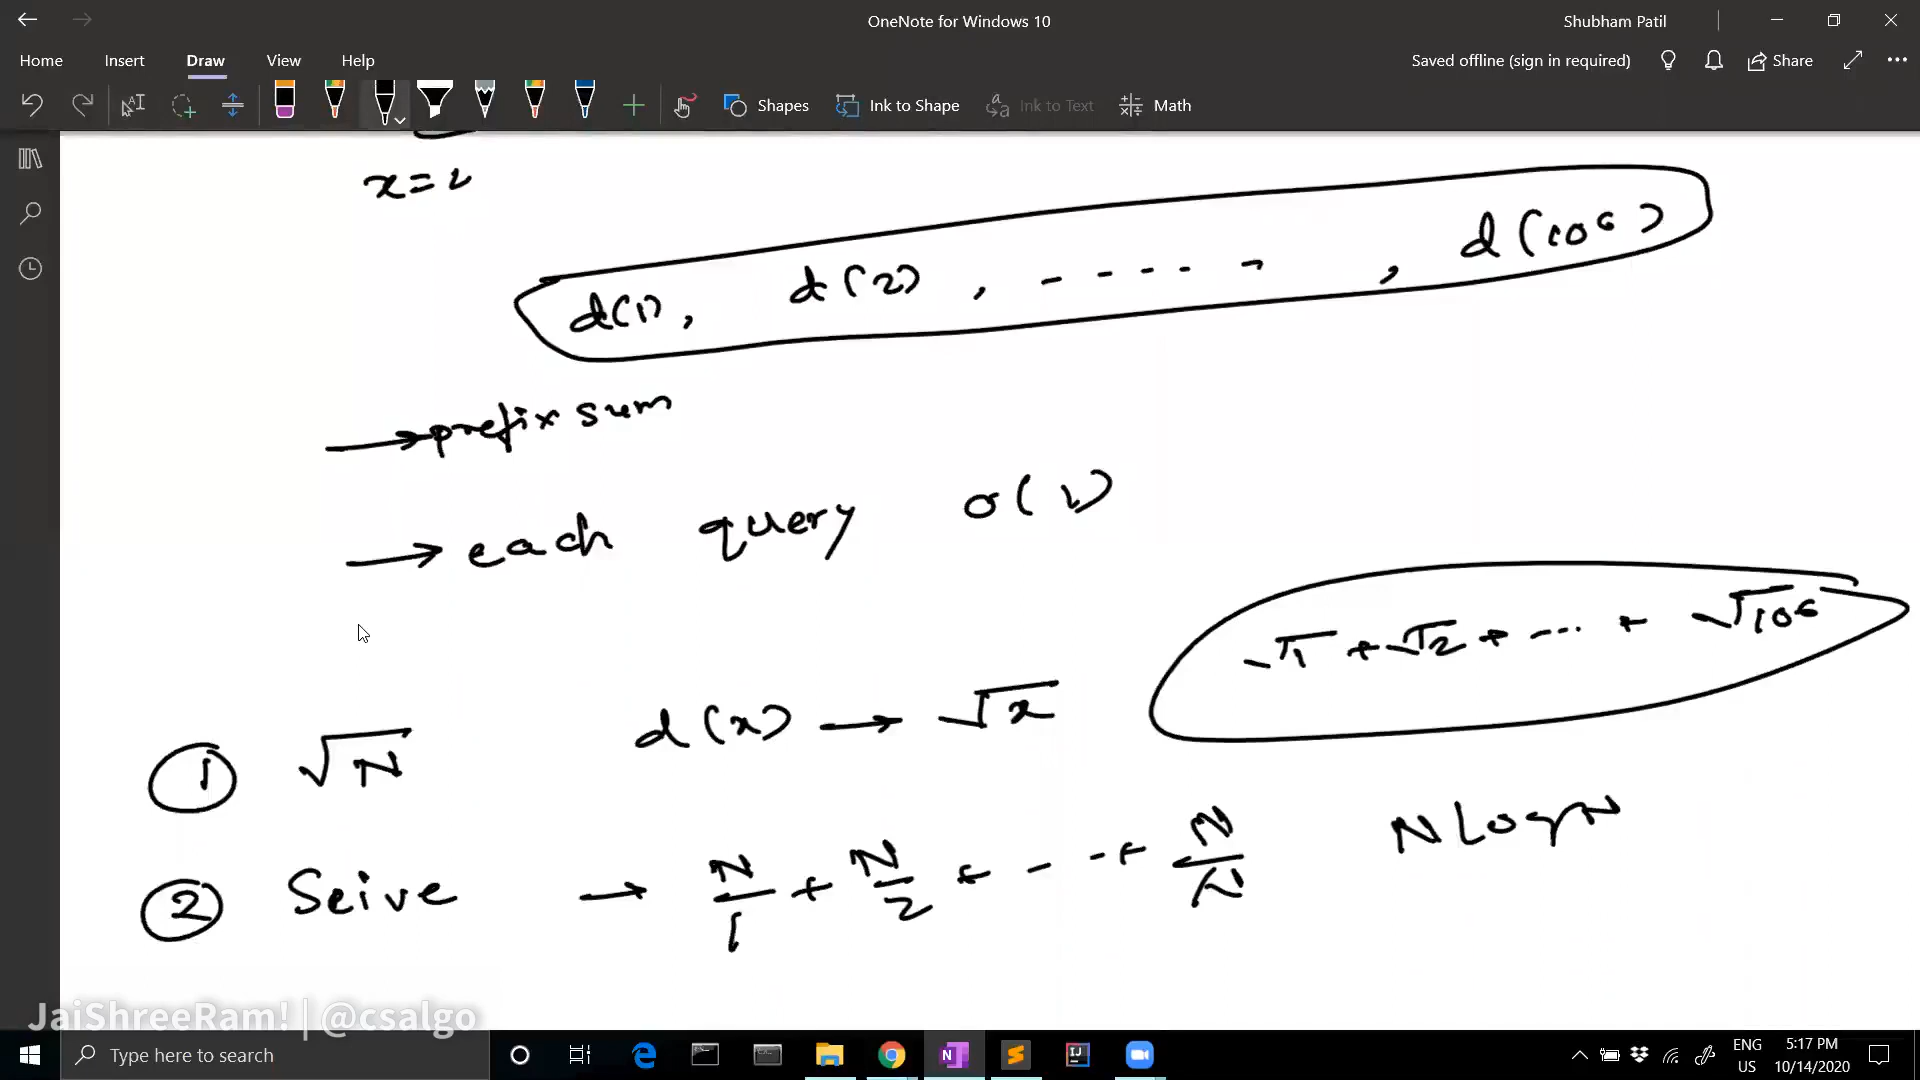 OneNote for Windows 10
Shubham Patil
Home Insert Draw View Help
Saved offline (sign in required) Share
Shapes Ink to Shape Ink to Text Math
d(1), d(2), ----- -, d(10⁶)
→ prefix sum
→ each query O(1)
√1 + √2 + --- + √10⁶
① √N d(x) → √x
② Seive → N/1 + N/2 + - -- + N/N N Log N
JaiShreeRam! | @csalgo
Type here to search
ENG
US
5:17 PM
10/14/2020